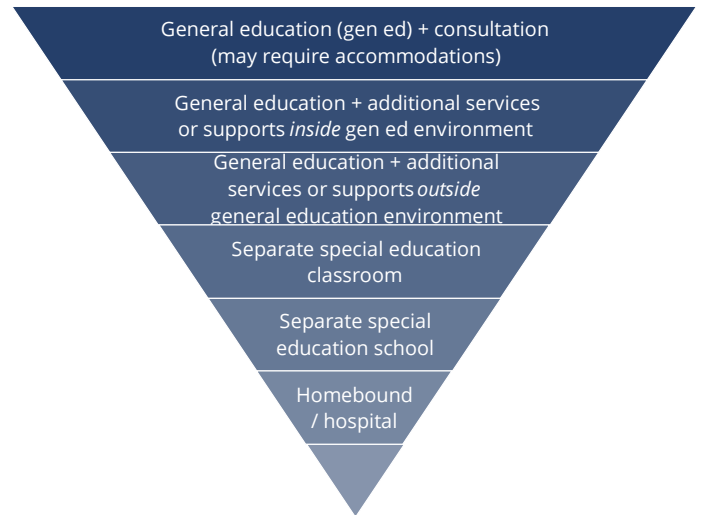 General education (gen ed) + consultation
(may require accommodations)
General education + additional services
or supports inside gen ed environment
General education + additional
services or supports outside
general education environment
Separate special education
classroom
Separate special
education school
Homebound
/ hospital